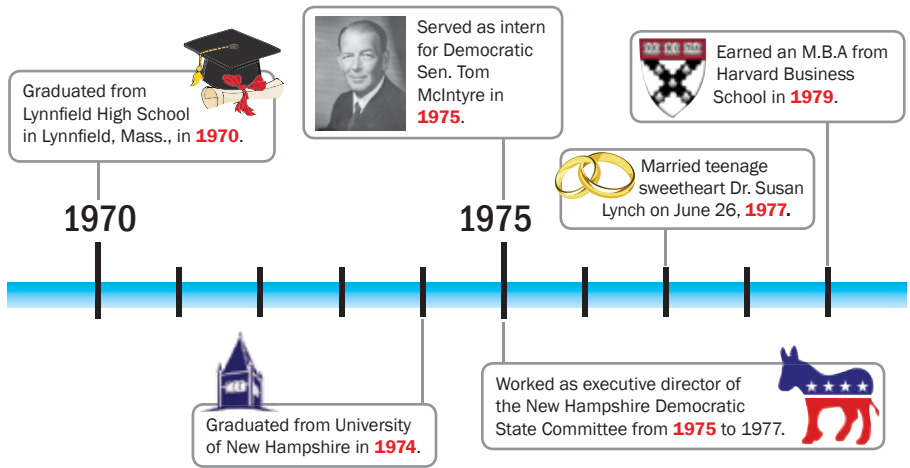 Graduated from
Lynnfield High School
in Lynnfield, Mass., in 1970.
Served as intern
for Democratic
Sen. Tom
McIntyre in
1975.
Earned an M.B.A from
Harvard Business
School in 1979.
Married teenage
sweetheart Dr. Susan
Lynch on June 26, 1977.
1970
1975
Graduated from University
of New Hampshire in 1974.
Worked as executive director of
the New Hampshire Democratic
State Committee from 1975 to 1977.